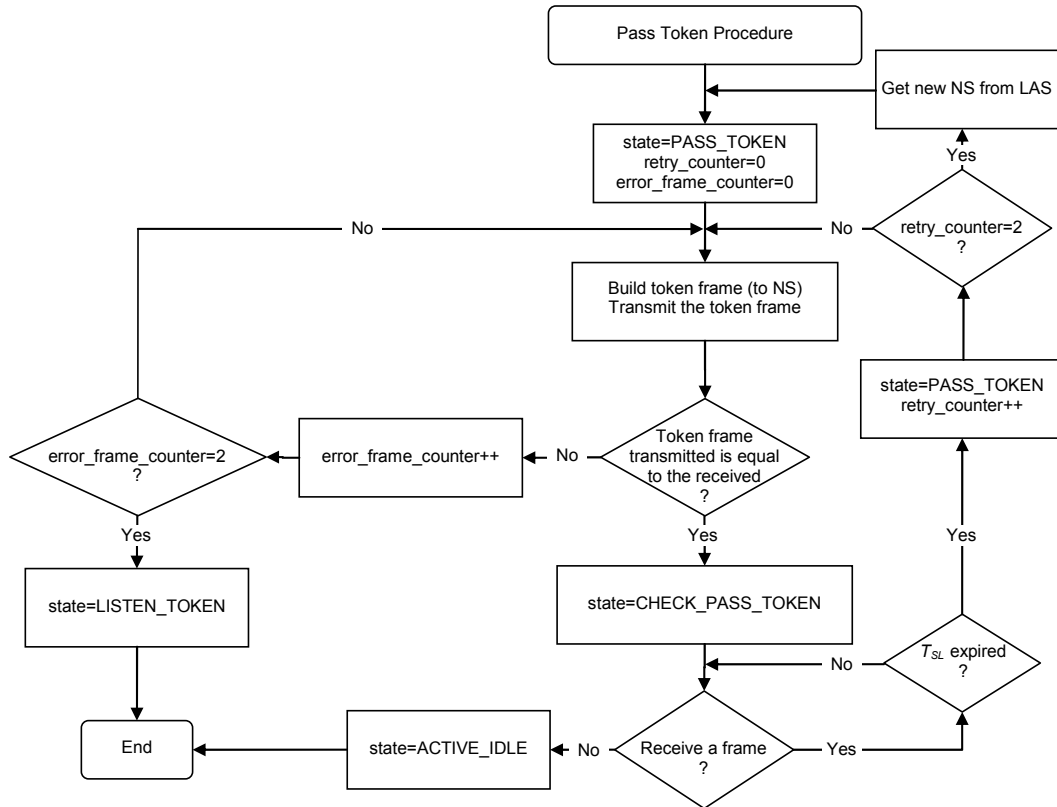 Pass Token Procedure
Get new NS from LAS
state=PASS_TOKEN
retry_counter=0
error_frame_counter=0
Yes
No
No
retry_counter=2
?
Build token frame (to NS)
Transmit the token frame
state=PASS_TOKEN
retry_counter++
error_frame_counter=2
?
error_frame_counter++
No
Token frame
transmitted is equal
to the received
?
Yes
Yes
Yes
state=LISTEN_TOKEN
state=CHECK_PASS_TOKEN
No
TSL expired
?
End
state=ACTIVE_IDLE
No
Receive a frame
?
Yes